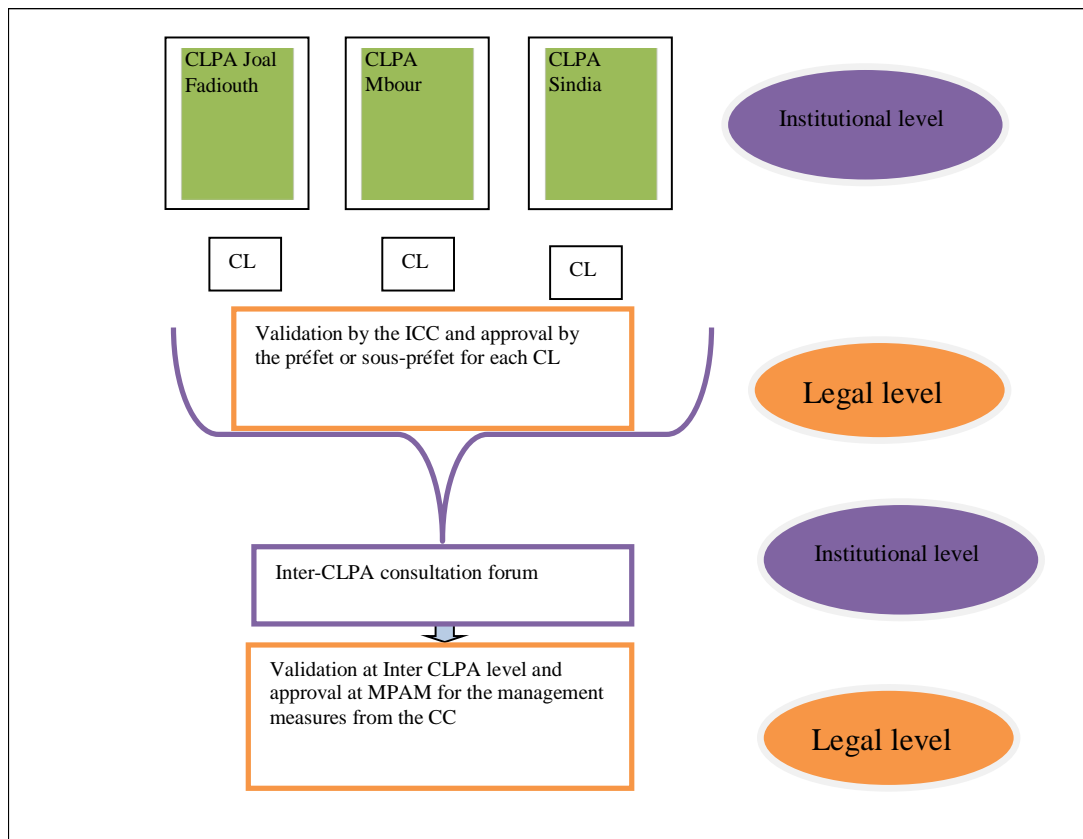 CLPA Joal
Fadiouth
CLPA
Mbour
CLPA
Sindia
Institutional level
CL
CL
CL
Validation by the ICC and approval by
the préfet or sous-préfet for each CL
Legal level
Institutional level
Inter-CLPA consultation forum
Validation at Inter CLPA level and
approval at MPAM for the management
measures from the CC
Legal level